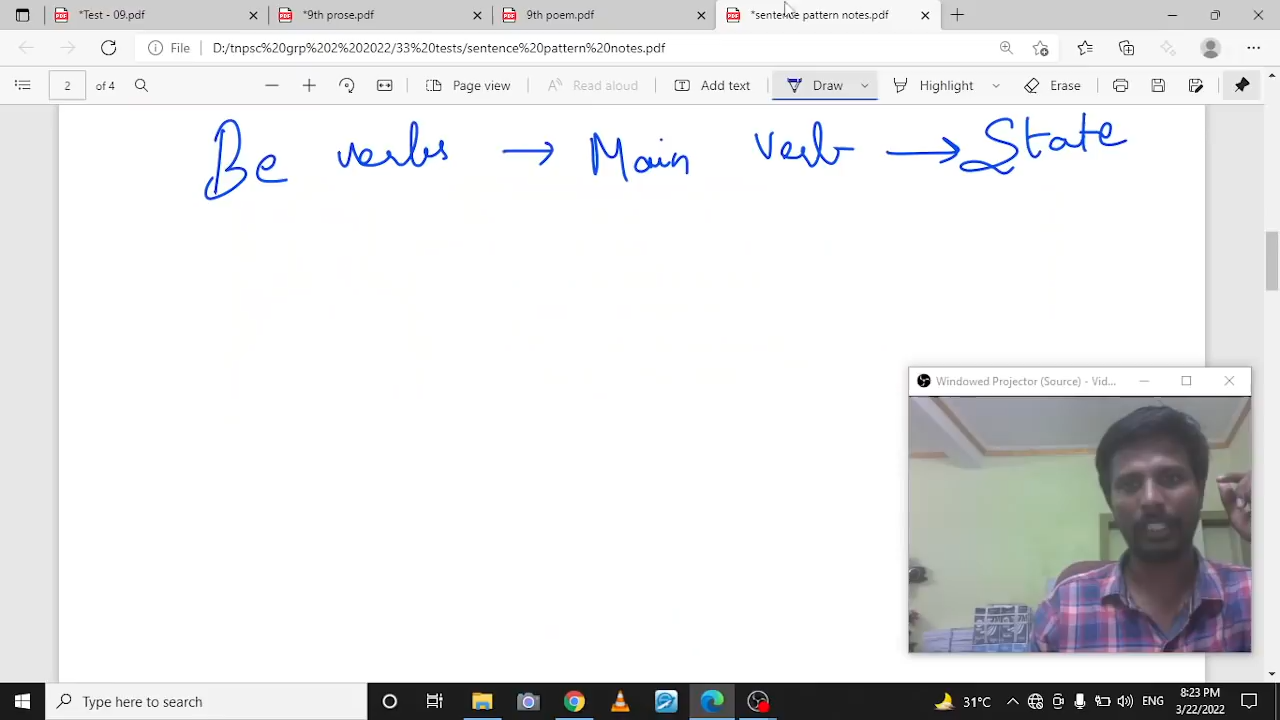 *Test - 09.pdf *9th prose.pdf 9th poem.pdf *sentence pattern notes.pdf
File D:/tnpsc%20grp%202%202022/33%20tests/sentence%20pattern%20notes.pdf
2 of 4 Page view Read aloud Add text Draw Highlight Erase
Be verbs → Main verb → State
Windowed Projector (Source) - Vid...
Type here to search
31°C ENG 8:23 PM
3/22/2022